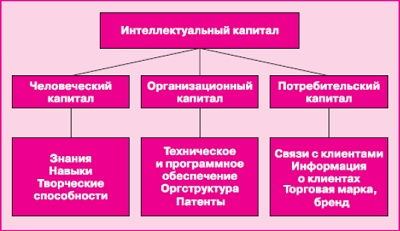 Интеллектуальный капитал
Человеческий
капитал
Организационный
капитал
Потребительский
капитал
Знания
Навыки
Творческие
способности
Техническое
и программное
обеспечение
Оргструктура
Патенты
Связи с клиентами
Информация
о клиентах
Торговая марка,
бренд